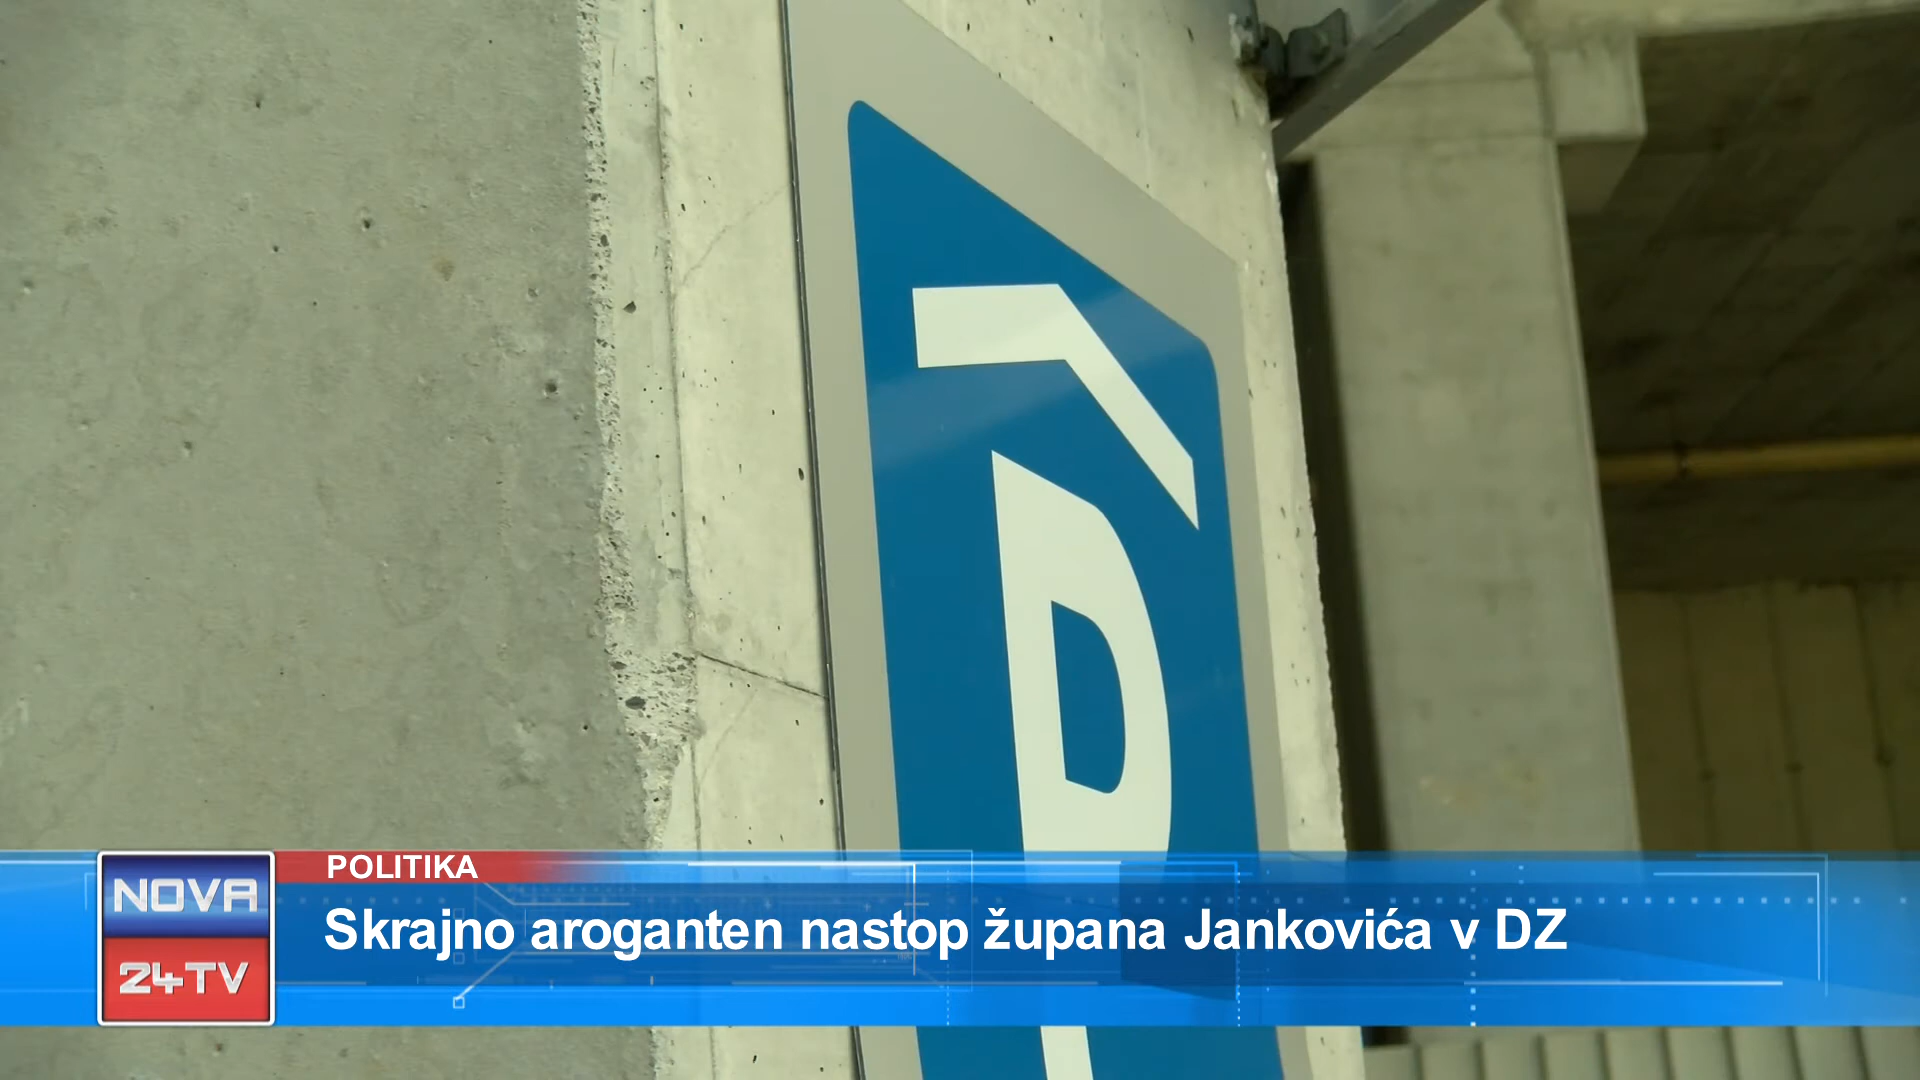 P
POLITIKA
NOVA
24TV
Skrajno aroganten nastop župana Jankovića v DZ